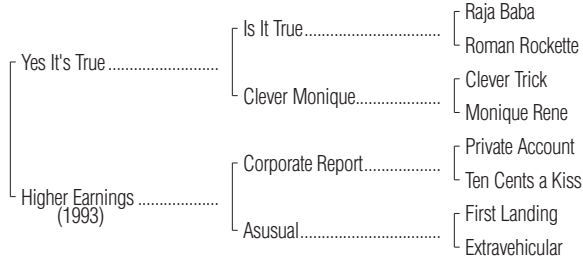 Raja Baba
Is It True
Roman Rockette
Yes It's True
Clever Trick
Clever Monique
Monique Rene
Private Account
Corporate Report
Ten Cents a Kiss
Higher Earnings
(1993)
First Landing
Asusual
Extravehicular